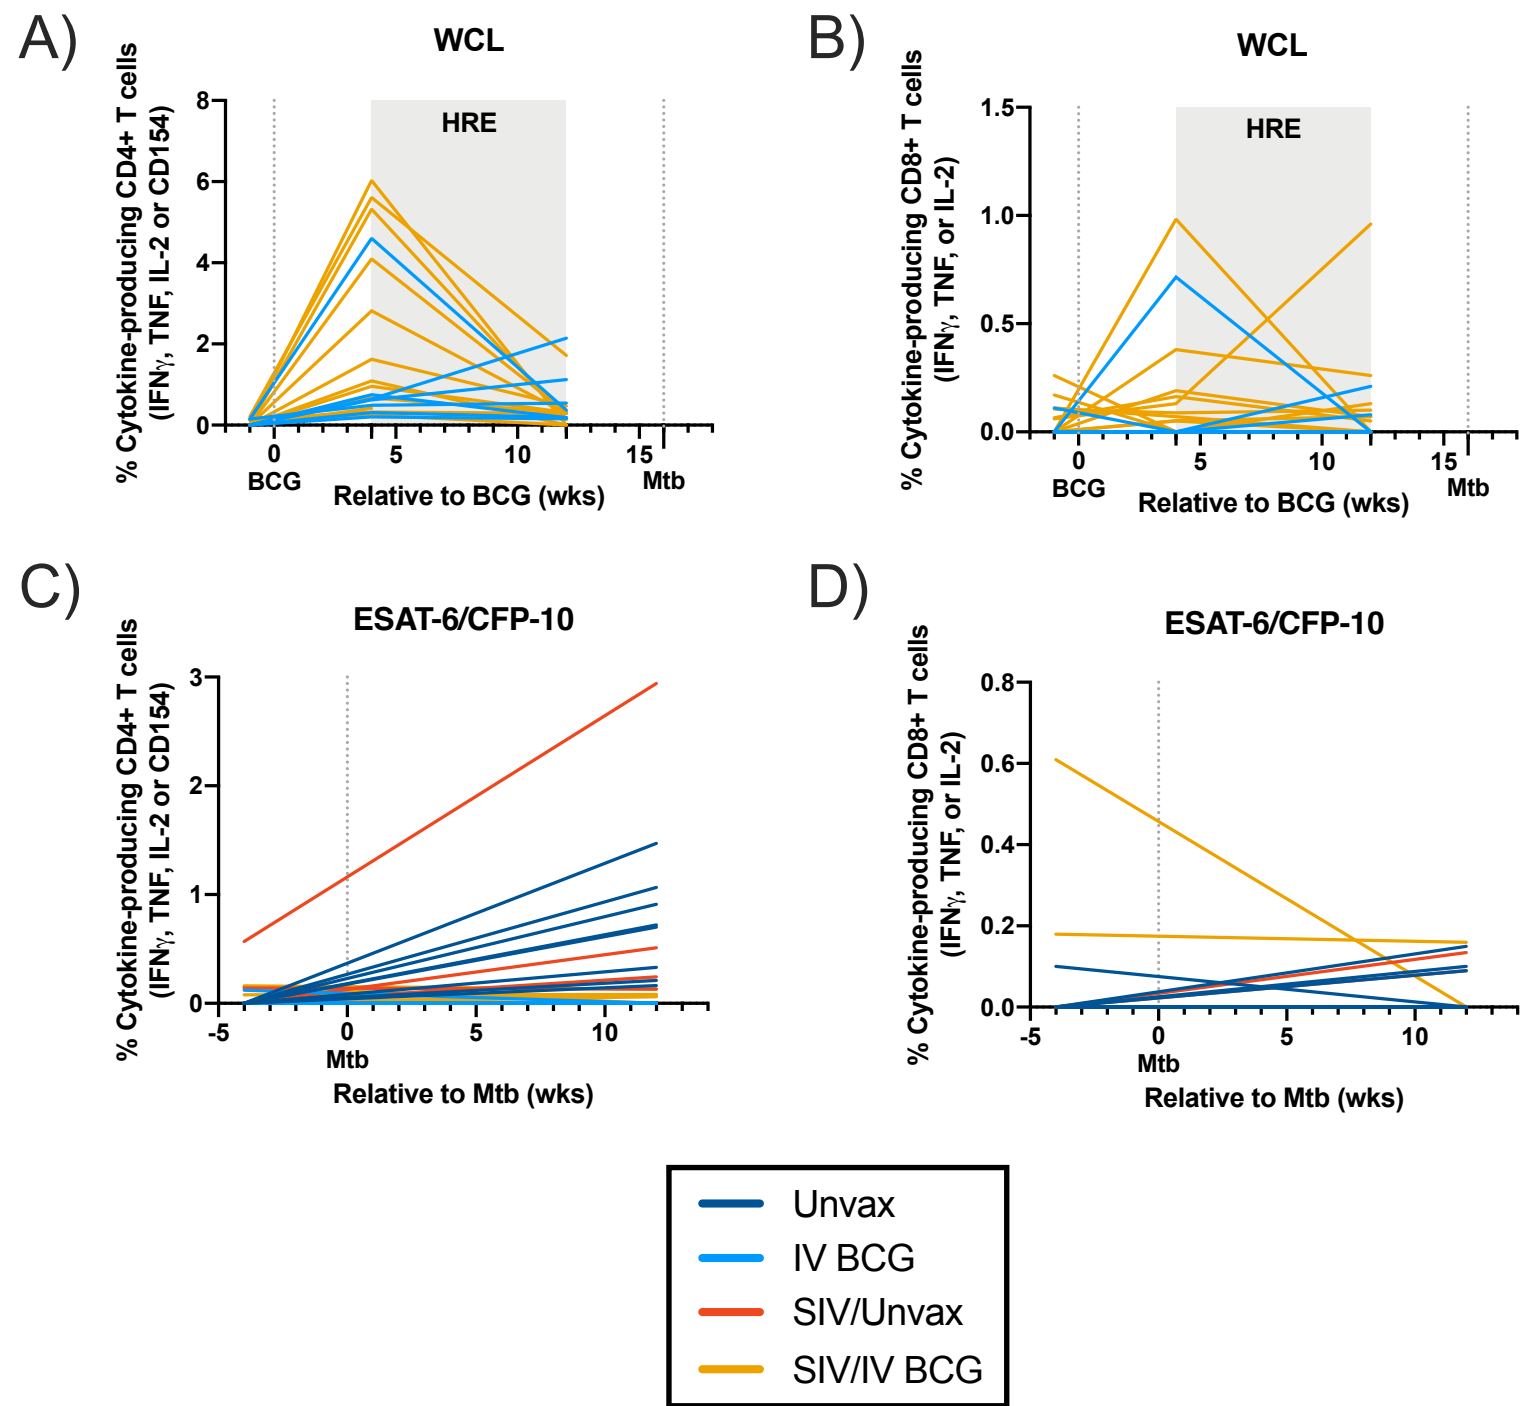 A)
WCL
% Cytokine-producing CD4+ T cells
(IFNγ, TNF, IL-2 or CD154)
8
6
4
2
0
HRE
0
5
10
15
BCG
Mtb
Relative to BCG (wks)
B)
WCL
% Cytokine-producing CD8+ T cells
(IFNγ, TNF, or IL-2)
1.5
1.0
0.5
0.0
HRE
0
5
10
15
BCG
Mtb
Relative to BCG (wks)
C)
ESAT-6/CFP-10
% Cytokine-producing CD4+ T cells
(IFNγ, TNF, IL-2 or CD154)
3
2
1
0
-5
0
5
10
Mtb
Relative to Mtb (wks)
D)
ESAT-6/CFP-10
% Cytokine-producing CD8+ T cells
(IFNγ, TNF, or IL-2)
0.8
0.6
0.4
0.2
0.0
-5
0
5
10
Mtb
Relative to Mtb (wks)
Unvax
IV BCG
SIV/Unvax
SIV/IV BCG